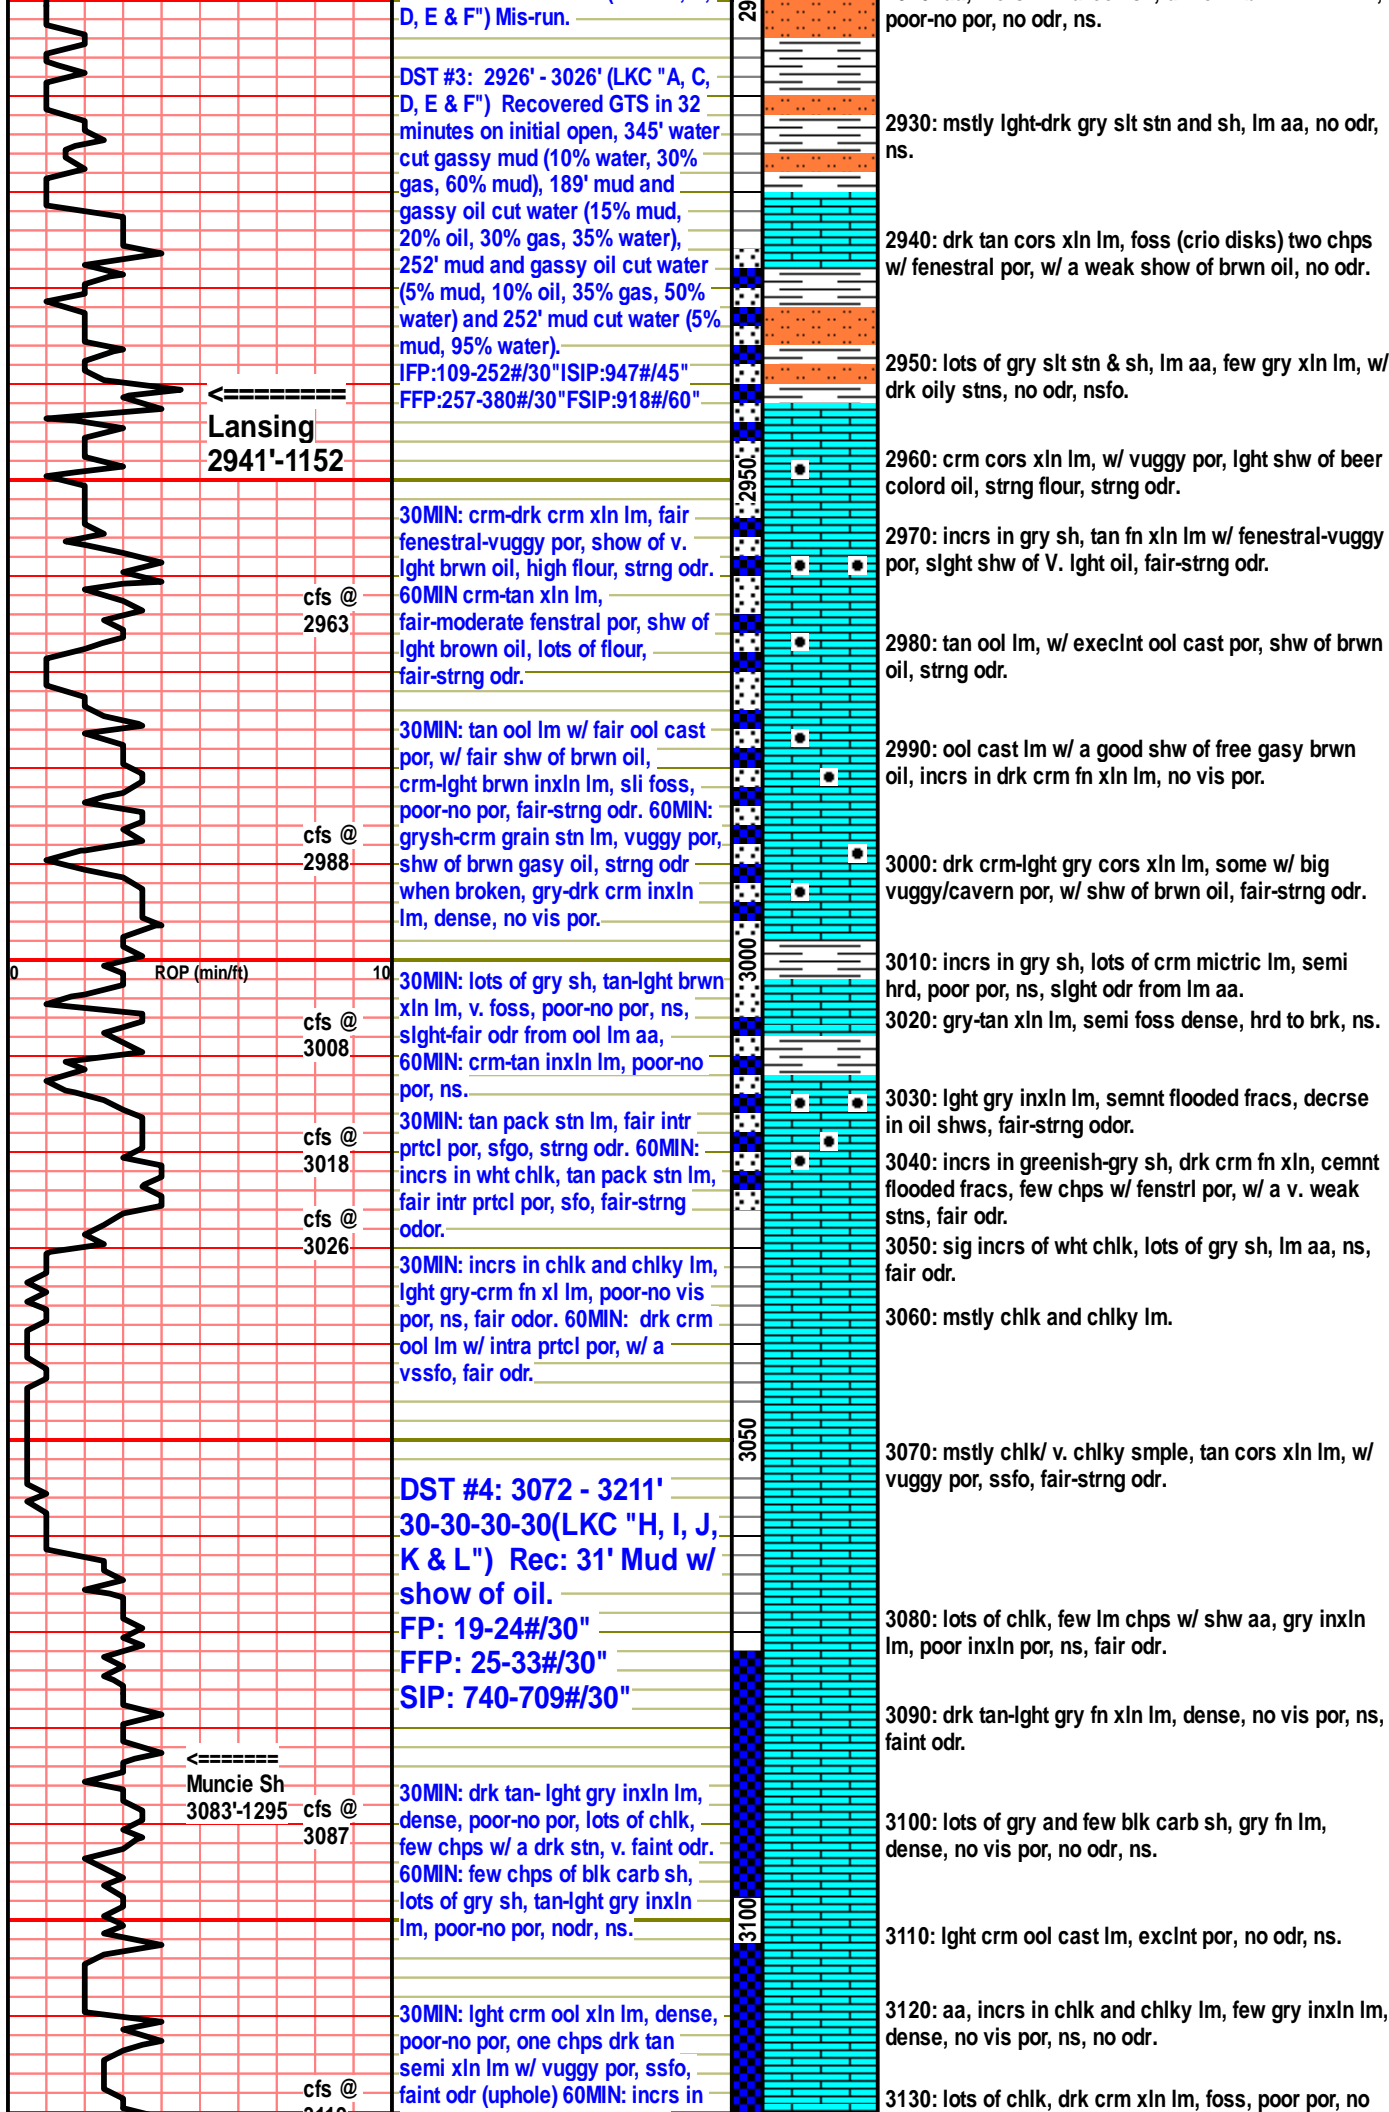 D, E & F") Mis-run.
DST #3: 2926' - 3026' (LKC "A, C,
D, E & F") Recovered GTS in 32
minutes on initial open, 345' water
cut gassy mud (10% water, 30%
gas, 60% mud), 189' mud and
gassy oil cut water (15% mud,
20% oil, 30% gas, 35% water),
252' mud and gassy oil cut water
(5% mud, 10% oil, 35% gas, 50%
water) and 252' mud cut water (5%
mud, 95% water).
IFP:109-252#/30"ISIP:947#/45"
FFP:257-380#/30"FSIP:918#/60"
<========
Lansing
2941'-1152
30MIN: crm-drk crm xln lm, fair
fenestral-vuggy por, show of v.
lght brwn oil, high flour, strng odr.
60MIN crm-tan xln lm,
fair-moderate fenstral por, shw of
lght brown oil, lots of flour,
fair-strng odr.
cfs @
2963
30MIN: tan ool lm w/ fair ool cast
por, w/ fair shw of brwn oil,
crm-lght brwn inxln lm, sli foss,
poor-no por, fair-strng odr. 60MIN:
grysh-crm grain stn lm, vuggy por,
shw of brwn gasy oil, strng odr
when broken, gry-drk crm inxln
lm, dense, no vis por.
cfs @
2988
0 ROP (min/ft) 10
30MIN: lots of gry sh, tan-lght brwn
xln lm, v. foss, poor-no por, ns,
slght-fair odr from ool lm aa,
60MIN: crm-tan inxln lm, poor-no
por, ns.
cfs @
3008
30MIN: tan pack stn lm, fair intr
prtcl por, sfgo, strng odr. 60MIN:
incrs in wht chlk, tan pack stn lm,
fair intr prtcl por, sfo, fair-strng
odor.
cfs @
3018
cfs @
3026
30MIN: incrs in chlk and chlky lm,
lght gry-crm fn xl lm, poor-no vis
por, ns, fair odor. 60MIN: drk crm
ool lm w/ intra prtcl por, w/ a
vssfo, fair odr.
DST #4: 3072 - 3211'
30-30-30-30(LKC "H, I, J,
K & L") Rec: 31' Mud w/
show of oil.
FP: 19-24#/30"
FFP: 25-33#/30"
SIP: 740-709#/30"
<=======
Muncie Sh
3083'-1295
cfs @
3087
30MIN: drk tan- lght gry inxln lm,
dense, poor-no por, lots of chlk,
few chps w/ a drk stn, v. faint odr.
60MIN: few chps of blk carb sh,
lots of gry sh, tan-lght gry inxln
lm, poor-no por, nodr, ns.
30MIN: lght crm ool xln lm, dense,
poor-no por, one chps drk tan
semi xln lm w/ vuggy por, ssfo,
faint odr (uphole) 60MIN: incrs in
cfs @
29
2950
3000
3050
3100
poor-no por, no odr, ns.
2930: mstly lght-drk gry slt stn and sh, lm aa, no odr,
ns.
2940: drk tan cors xln lm, foss (crio disks) two chps
w/ fenestral por, w/ a weak show of brwn oil, no odr.
2950: lots of gry slt stn & sh, lm aa, few gry xln lm, w/
drk oily stns, no odr, nsfo.
2960: crm cors xln lm, w/ vuggy por, lght shw of beer
colord oil, strng flour, strng odr.
2970: incrs in gry sh, tan fn xln lm w/ fenestral-vuggy
por, slght shw of V. lght oil, fair-strng odr.
2980: tan ool lm, w/ execlnt ool cast por, shw of brwn
oil, strng odr.
2990: ool cast lm w/ a good shw of free gasy brwn
oil, incrs in drk crm fn xln lm, no vis por.
3000: drk crm-lght gry cors xln lm, some w/ big
vuggy/cavern por, w/ shw of brwn oil, fair-strng odr.
3010: incrs in gry sh, lots of crm mictric lm, semi
hrd, poor por, ns, slght odr from lm aa.
3020: gry-tan xln lm, semi foss dense, hrd to brk, ns.
3030: lght gry inxln lm, semnt flooded fracs, decrse
in oil shws, fair-strng odor.
3040: incrs in greenish-gry sh, drk crm fn xln, cemnt
flooded fracs, few chps w/ fenstrl por, w/ a v. weak
stns, fair odr.
3050: sig incrs of wht chlk, lots of gry sh, lm aa, ns,
fair odr.
3060: mstly chlk and chlky lm.
3070: mstly chlk/ v. chlky smple, tan cors xln lm, w/
vuggy por, ssfo, fair-strng odr.
3080: lots of chlk, few lm chps w/ shw aa, gry inxln
lm, poor inxln por, ns, fair odr.
3090: drk tan-lght gry fn xln lm, dense, no vis por, ns,
faint odr.
3100: lots of gry and few blk carb sh, gry fn lm,
dense, no vis por, no odr, ns.
3110: lght crm ool cast lm, exclnt por, no odr, ns.
3120: aa, incrs in chlk and chlky lm, few gry inxln lm,
dense, no vis por, ns, no odr.
3130: lots of chlk, drk crm xln lm, foss, poor por, no